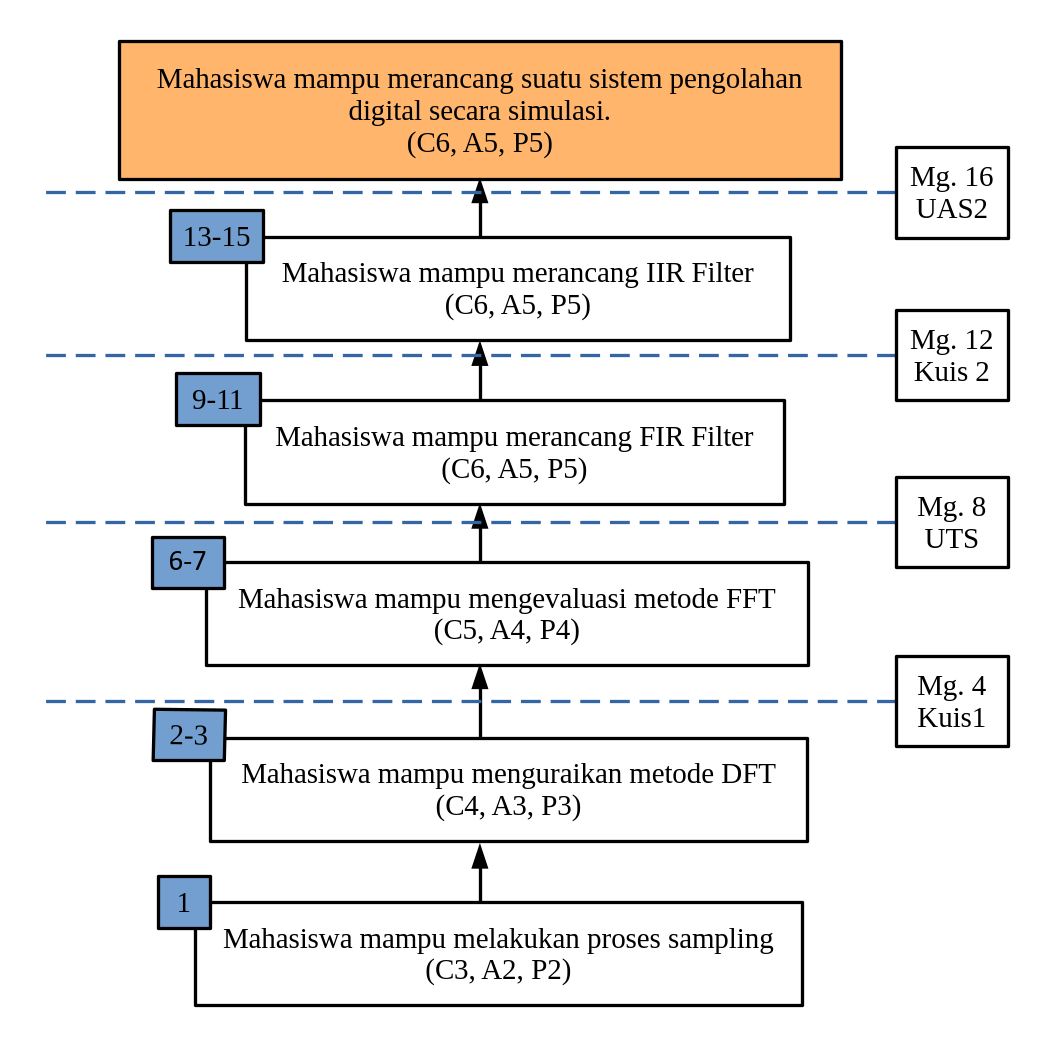 Mahasiswa mampu merancang suatu sistem pengolahan
digital secara simulasi.
(C6, A5, P5)
Mg. 16
UAS2
13-15
Mahasiswa mampu merancang IIR Filter
(C6, A5, P5)
Mg. 12
Kuis 2
9-11
Mahasiswa mampu merancang FIR Filter
(C6, A5, P5)
Mg. 8
UTS
6-7
Mahasiswa mampu mengevaluasi metode FFT
(C5, A4, P4)
Mg. 4
Kuis1
2-3
Mahasiswa mampu menguraikan metode DFT
(C4, A3, P3)
1
Mahasiswa mampu melakukan proses sampling
(C3, A2, P2)